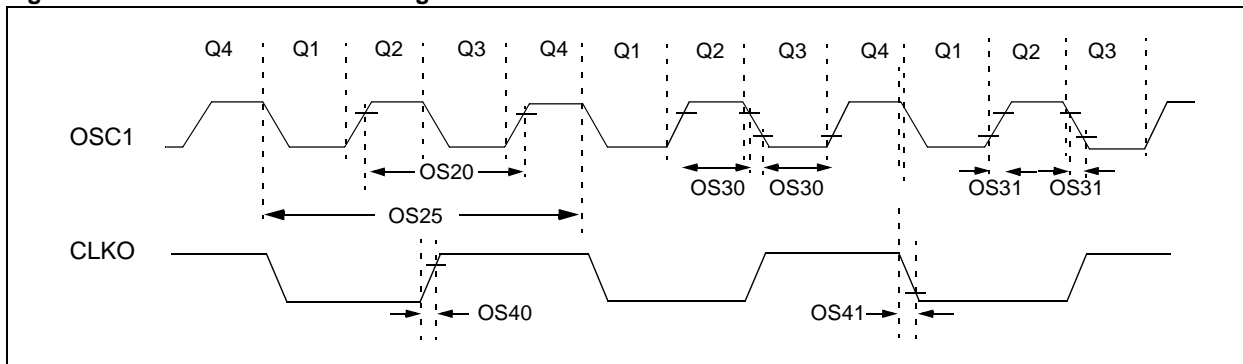 Q4 Q1 Q2 Q3 Q4 Q1 Q2 Q3 Q4 Q1 Q2 Q3
OSC1
OS20
OS30 OS30 OS31 OS31
OS25
CLKO
OS40 OS41